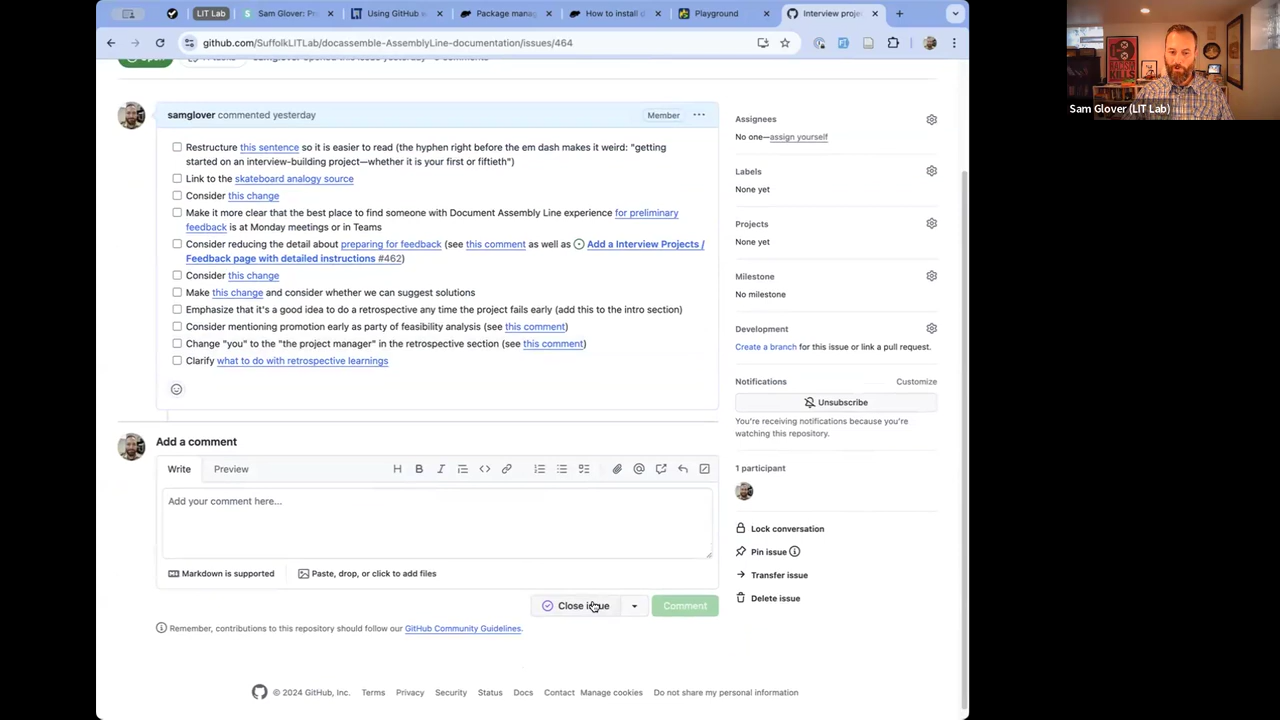 LIT Lab
Sam Glover: Pr
Using GitHub e
Package manag
How to install d
Playground
Interview proje
github.com/SuffolkLITLab/docassemble-AssemblyLine-documentation/issues/464
samglover commented yesterday
Member
Restructure this sentence so it is easier to read (the hyphen right before the em dash makes it weird: "getting
started on an interview-building project—whether it is your first or fiftieth")
Link to the skateboard analogy source
Consider this change
Make it more clear that the best place to find someone with Document Assembly Line experience for preliminary
feedback is at Monday meetings or in Teams
Consider reducing the detail about preparing for feedback (see this comment as well as Add a Interview Projects /
Feedback page with detailed instructions #462)
Consider this change
Make this change and consider whether we can suggest solutions
Emphasize that it's a good idea to do a retrospective any time the project fails early (add this to the intro section)
Consider mentioning promotion early as party of feasibility analysis (see this comment)
Change "you" to the "the project manager" in the retrospective section (see this comment)
Clarify what to do with retrospective learnings
Add a comment
Write
Preview
Add your comment here...
Markdown is supported
Paste, drop, or click to add files
Close issue
Comment
Remember, contributions to this repository should follow our GitHub Community Guidelines.
Assignees
No one—assign yourself
Labels
None yet
Projects
None yet
Milestone
No milestone
Development
Create a branch for this issue or link a pull request.
Notifications
Customize
Unsubscribe
You're receiving notifications because you're
watching this repository.
1 participant
Lock conversation
Pin issue
Transfer issue
Delete issue
© 2024 GitHub, Inc.
Terms
Privacy
Security
Status
Docs
Contact
Manage cookies
Do not share my personal information
KILLS
Sam Glover (LIT Lab)